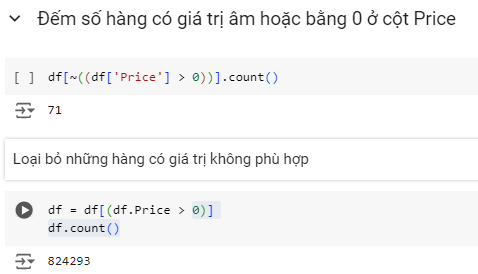 Đếm số hàng có giá trị âm hoặc bằng 0 ở cột Price
[ ] df[~((df['Price'] > 0))].count()
71
Loại bỏ những hàng có giá trị không phù hợp
df = df[(df.Price > 0)]
df.count()
824293